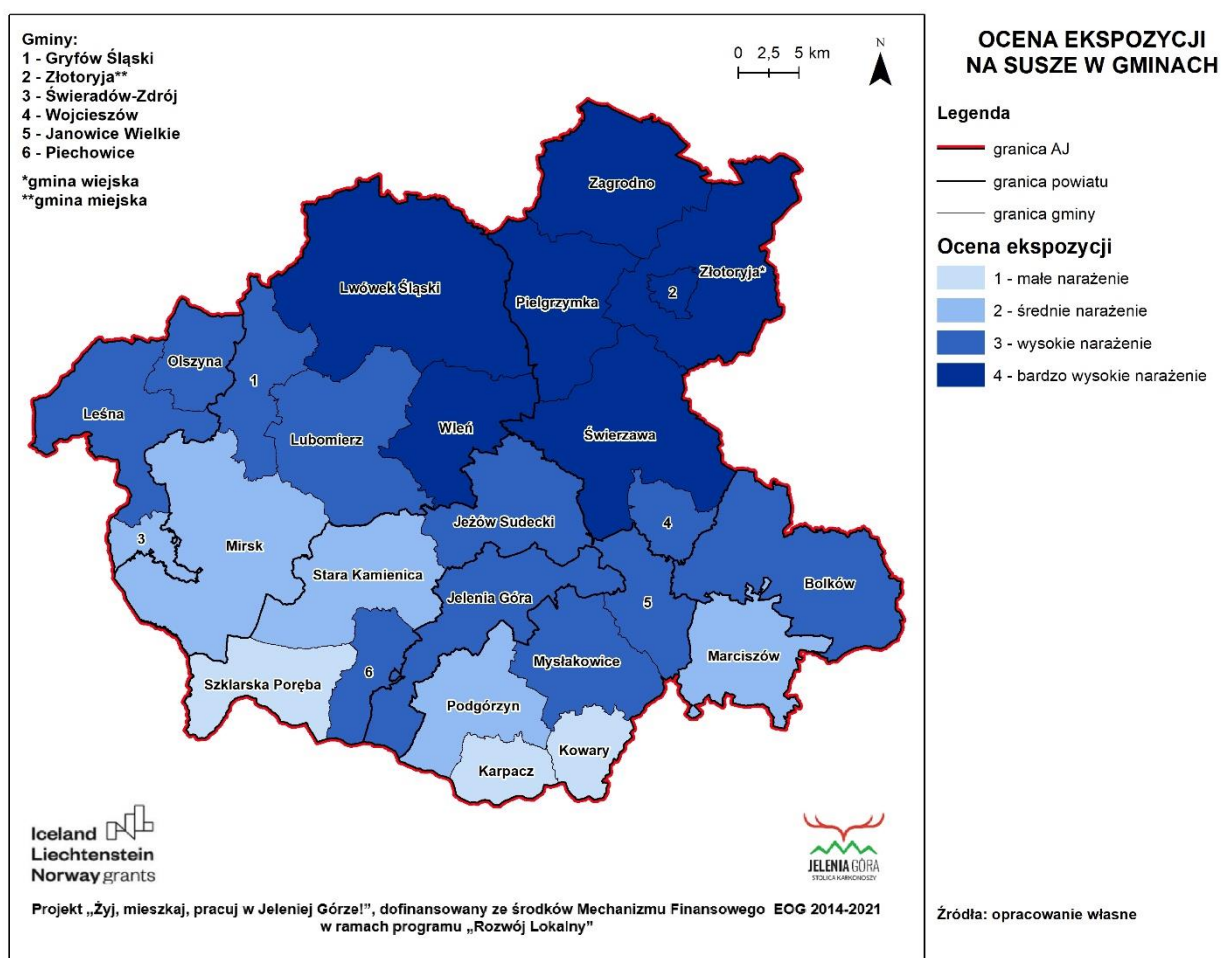 Gminy:
1 - Gryfów Śląski
2 - Złotoryja**
3 - Świeradów-Zdrój
4 - Wojcieszów
5 - Janowice Wielkie
6 - Piechowice
*gmina wiejska
**gmina miejska
0 2,5 5 km
N
Zagrodno
Złotoryja*
2
Pielgrzymka
Lwówek Śląski
Olszyna
1
Leśna
Lubomierz
Wleń
Świerzawa
Jeżów Sudecki
4
3
Mirsk
Stara Kamienica
Bolków
Jelenia Góra
5
Mysłakowice
Marciszów
6
Szklarska Poręba
Podgórzyn
Kowary
Karpacz
Iceland
Liechtenstein
Norway grants
JELENIA GÓRA
STOLICA KARKONOSZY
Projekt „Żyj, mieszkaj, pracuj w Jeleniej Górze!”, dofinansowany ze środków Mechanizmu Finansowego EOG 2014-2021
w ramach programu „Rozwój Lokalny”
OCENA EKSPOZYCJI
NA SUSZE W GMINACH
Legenda
granica AJ
granica powiatu
granica gminy
Ocena ekspozycji
1 - małe narażenie
2 - średnie narażenie
3 - wysokie narażenie
4 - bardzo wysokie narażenie
Źródła: opracowanie własne